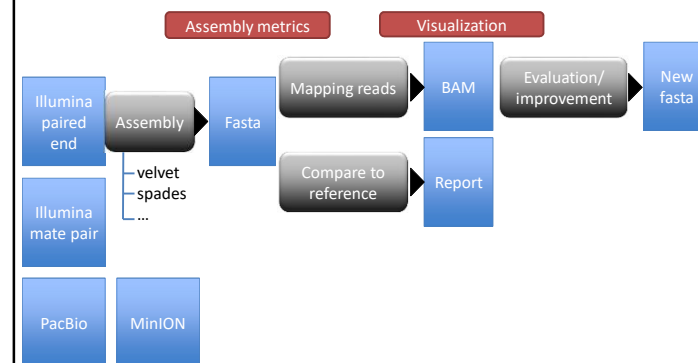 Assembly metrics
Visualization
Illumina
paired
end
Assembly
velvet
spades
...
Fasta
Mapping reads
BAM
Evaluation/
improvement
New
fasta
Compare to
reference
Report
Illumina
mate pair
PacBio
MinION